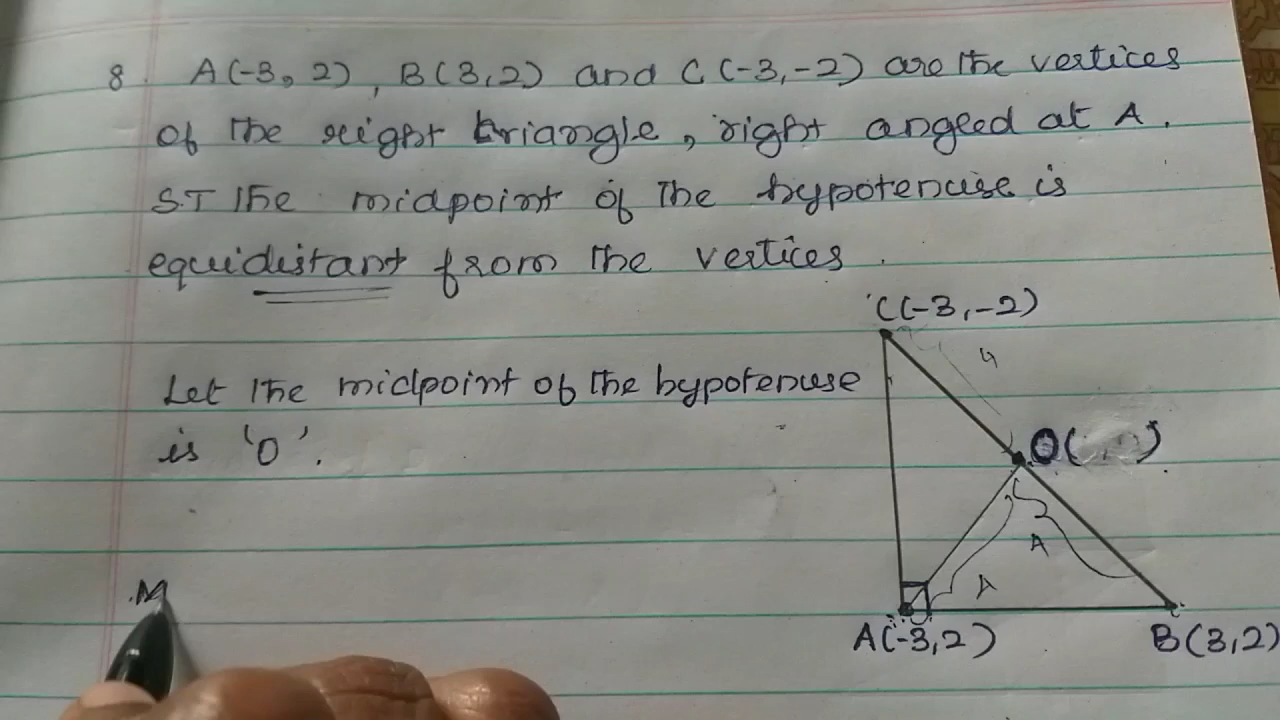 8. A(-3, 2), B(3,2) and C(-3,-2) are the vertices
of the right triangle, right angled at A.
ST the midpoint of the hypotenuse is
equidistant from the vertices.
C(-3,-2)
Let the midpoint of the hypotenuse
is 'O'.
O( , )
A(-3,2)
B(3,2)
M